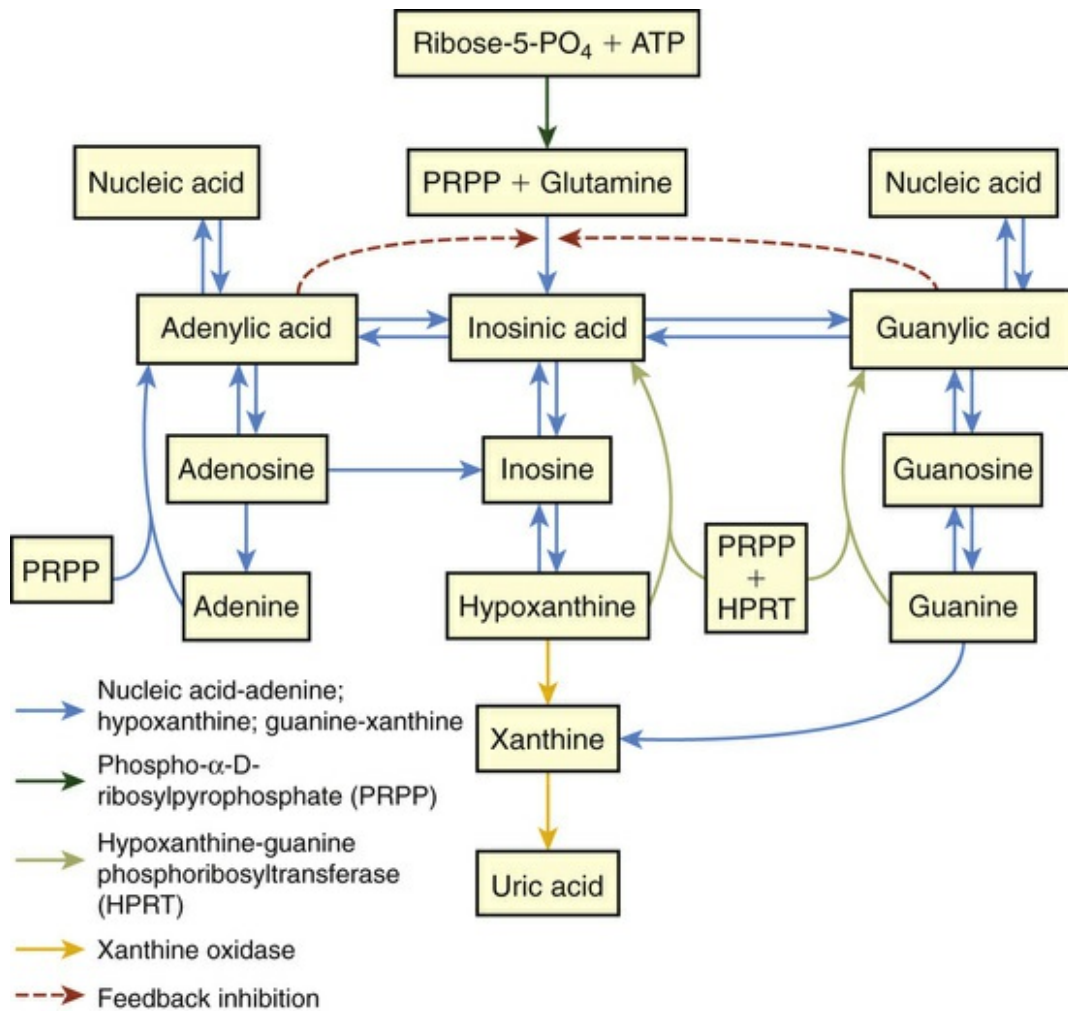 Ribose-5-PO₄ + ATP
Nucleic acid
PRPP + Glutamine
Nucleic acid
Adenylic acid
Inosinic acid
Guanylic acid
Adenosine
Inosine
Guanosine
PRPP
Adenine
Hypoxanthine
PRPP
+
HPRT
Guanine
Xanthine
Uric acid
Nucleic acid-adenine;
hypoxanthine; guanine-xanthine
Phospho-α-D-
ribosylpyrophosphate (PRPP)
Hypoxanthine-guanine
phosphoribosyltransferase
(HPRT)
Xanthine oxidase
Feedback inhibition